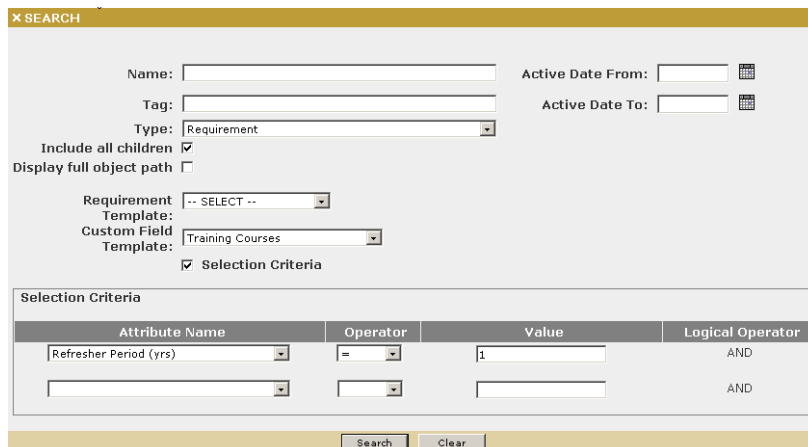 × SEARCH
Name: Active Date From:
Tag: Active Date To:
Type: Requirement
Include all children
Display full object path
Requirement Template: -- SELECT --
Custom Field Template: Training Courses
Selection Criteria
Selection Criteria
Attribute Name Operator Value Logical Operator
Refresher Period (yrs) = 1 AND
AND
Search Clear